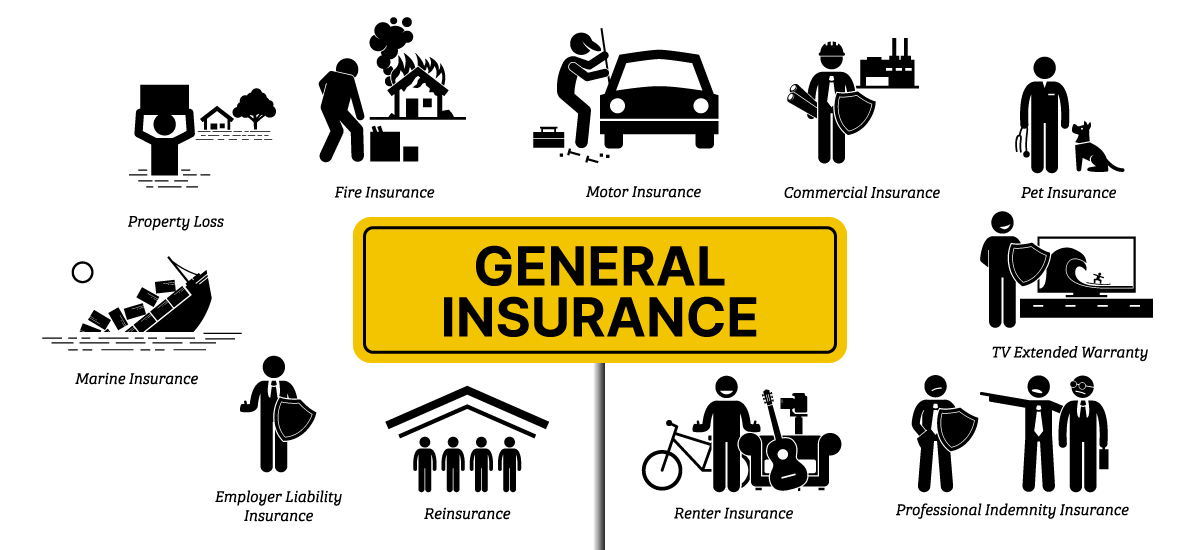 Fire Insurance
Motor Insurance
Commercial Insurance
Pet Insurance
Property Loss
GENERAL
INSURANCE
TV Extended Warranty
Marine Insurance
Employer Liability
Insurance
Reinsurance
Renter Insurance
Professional Indemnity Insurance